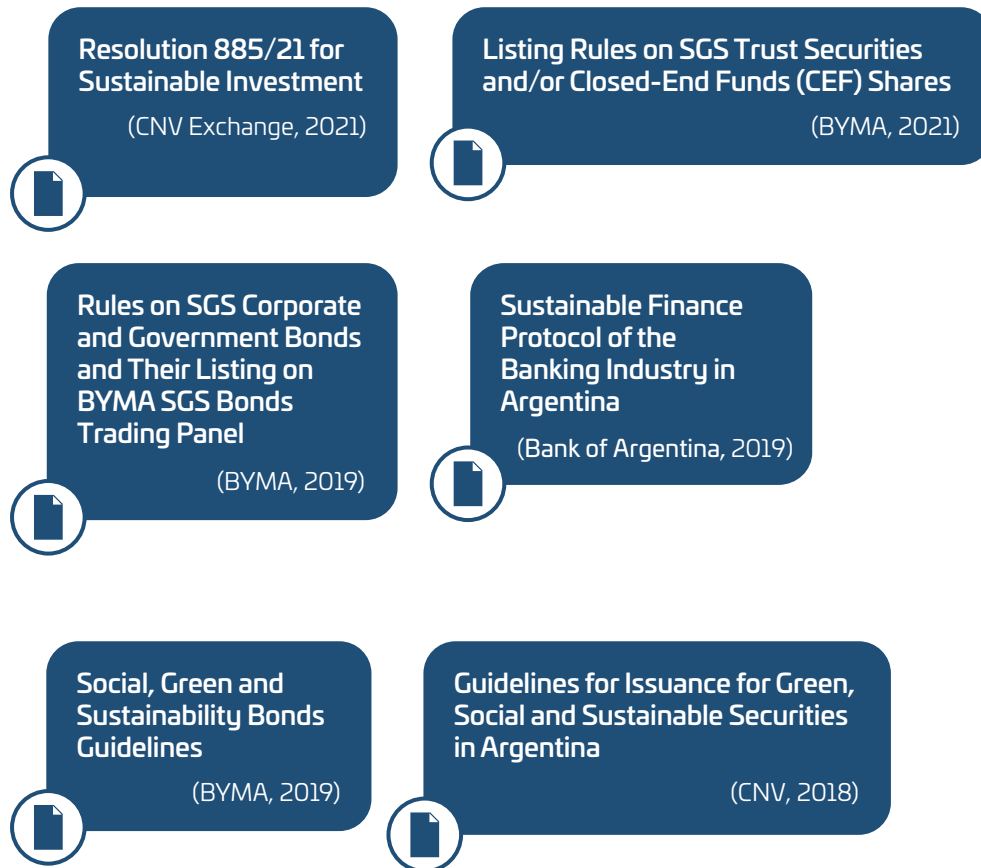 Resolution 885/21 for
Sustainable Investment
(CNV Exchange, 2021)
Listing Rules on SGS Trust Securities
and/or Closed-End Funds (CEF) Shares
(BYMA, 2021)
Rules on SGS Corporate
and Government Bonds
and Their Listing on
BYMA SGS Bonds
Trading Panel
(BYMA, 2019)
Sustainable Finance
Protocol of the
Banking Industry in
Argentina
(Bank of Argentina, 2019)
Social, Green and
Sustainability Bonds
Guidelines
(BYMA, 2019)
Guidelines for Issuance for Green,
Social and Sustainable Securities
in Argentina
(CNV, 2018)